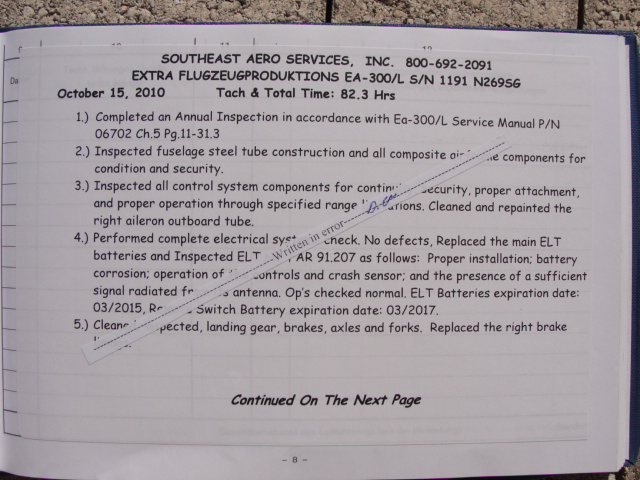 SOUTHEAST AERO SERVICES, INC. 800-692-2091
EXTRA FLUGZEUGPRODUKTIONS EA-300/L S/N 1191 N269SG
October 15, 2010 Tach & Total Time: 82.3 Hrs
1.) Completed an Annual Inspection in accordance with Ea-300/L Service Manual P/N
06702 Ch.5 Pg.11-31.3
2.) Inspected fuselage steel tube construction and all composite components for
condition and security.
3.) Inspected all control system components for security, proper attachment,
and proper operation through specified range Cleaned and repainted the
right aileron outboard tube.
----Written in error----
4.) Performed complete electrical check. No defects, Replaced the main ELT
batteries and Inspected ELT AR 91.207 as follows: Proper installation; battery
corrosion; operation of controls and crash sensor; and the presence of a sufficient
signal radiated antenna. Op's checked normal. ELT Batteries expiration date:
03/2015, Switch Battery expiration date: 03/2017.
5.) landing gear, brakes, axles and forks. Replaced the right brake
Continued On The Next Page
- 8 -